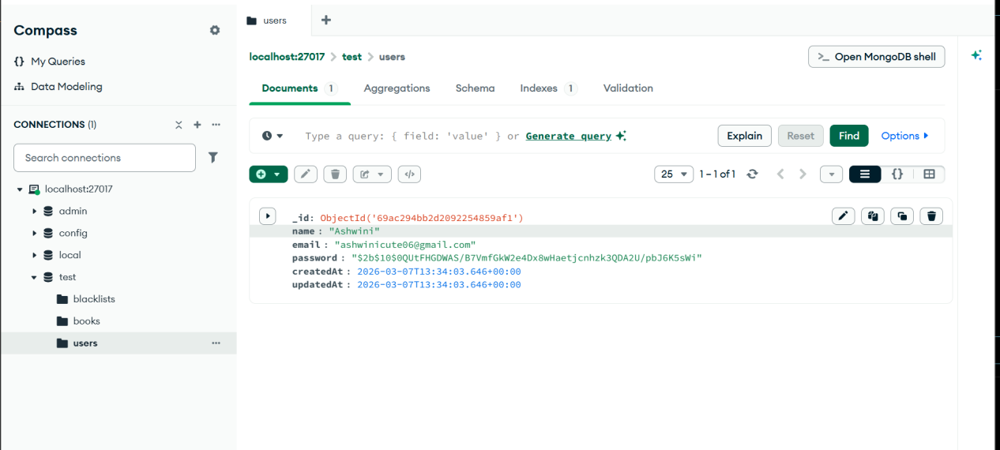 Compass
My Queries
Data Modeling
CONNECTIONS (1)
Search connections
localhost:27017
admin
config
local
test
blacklists
books
users
users
localhost:27017 > test > users
>_ Open MongoDB shell
Documents 1 Aggregations Schema Indexes 1 Validation
Type a query: { field: 'value' } or Generate query
Explain Reset Find Options
25 1 – 1 of 1
_id: ObjectId('69ac294bb2d2092254859af1')
name : "Ashwini"
email : "ashwinicute06@gmail.com"
password : "$2b$10$0QUtFHGDWAS/B7VmfGkW2e4Dx8wHaetjcnhzk3QDA2U/pbJ6K5sWi"
createdAt : 2026-03-07T13:34:03.646+00:00
updatedAt : 2026-03-07T13:34:03.646+00:00